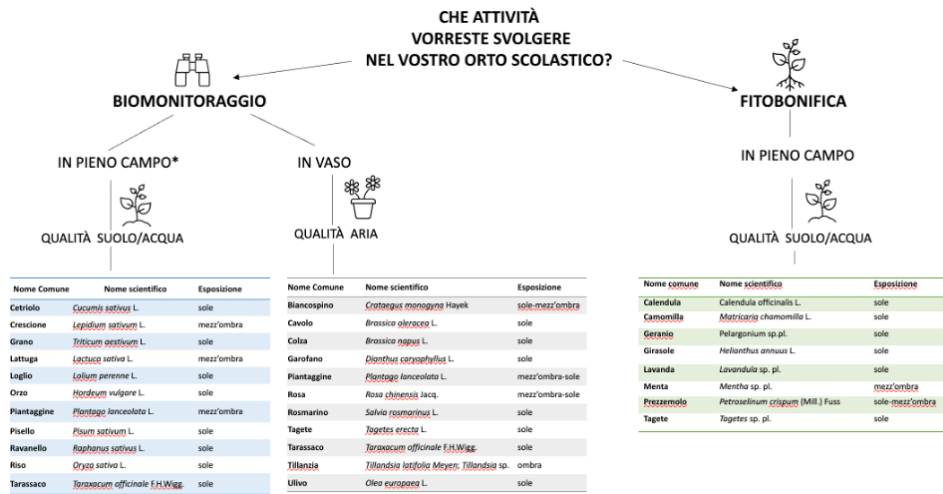 CHE ATTIVITÀ
VORRESTE SVOLGERE
NEL VOSTRO ORTO SCOLASTICO?
BIOMONITORAGGIO
FITOBONIFICA
IN PIENO CAMPO*
IN VASO
IN PIENO CAMPO
QUALITÀ SUOLO/ACQUA
QUALITÀ ARIA
QUALITÀ SUOLO/ACQUA
Nome Comune Nome scientifico Esposizione
Cetriolo Cucumis sativus L. sole
Crescione Lepidium sativum L. mezz'ombra
Grano Triticum aestivum L. sole
Lattuga Lactuca sativa L. mezz'ombra
Loglio Lolium perenne L. sole
Orzo Hordeum vulgare L. sole
Piantaggine Plantago lanceolata L. mezz'ombra
Pisello Pisum sativum L. sole
Ravanello Raphanus sativus L. sole
Riso Oryza sativa L. sole
Tarassaco Taraxacum officinale F.H.Wigg. sole
Nome Comune Nome scientifico Esposizione
Biancospino Crataegus monogyna Hayek sole-mezz'ombra
Cavolo Brassica oleracea L. sole
Colza Brassica napus L. sole
Garofano Dianthus caryophyllus L. sole
Piantaggine Plantago lanceolata L. mezz'ombra-sole
Rosa Rosa chinensis Jacq. mezz'ombra-sole
Rosmarino Salvia rosmarinus L. sole
Tagete Tagetes erecta L. sole
Tarassaco Taraxacum officinale F.H.Wigg. sole
Tillanzia Tillandsia latifolia Meyen; Tillandsia sp. ombra
Ulivo Olea europaea L. sole
Nome comune Nome scientifico Esposizione
Calendula Calendula officinalis L. sole
Camomilla Matricaria chamomilla L. sole
Geranio Pelargonium sp.pl. sole
Girasole Helianthus annuus L. sole
Lavanda Lavandula sp. pl. sole
Menta Mentha sp. pl. mezz'ombra
Prezzemolo Petroselinum crispum (Mill.) Fuss sole-mezz'ombra
Tagete Tagetes sp. pl. sole